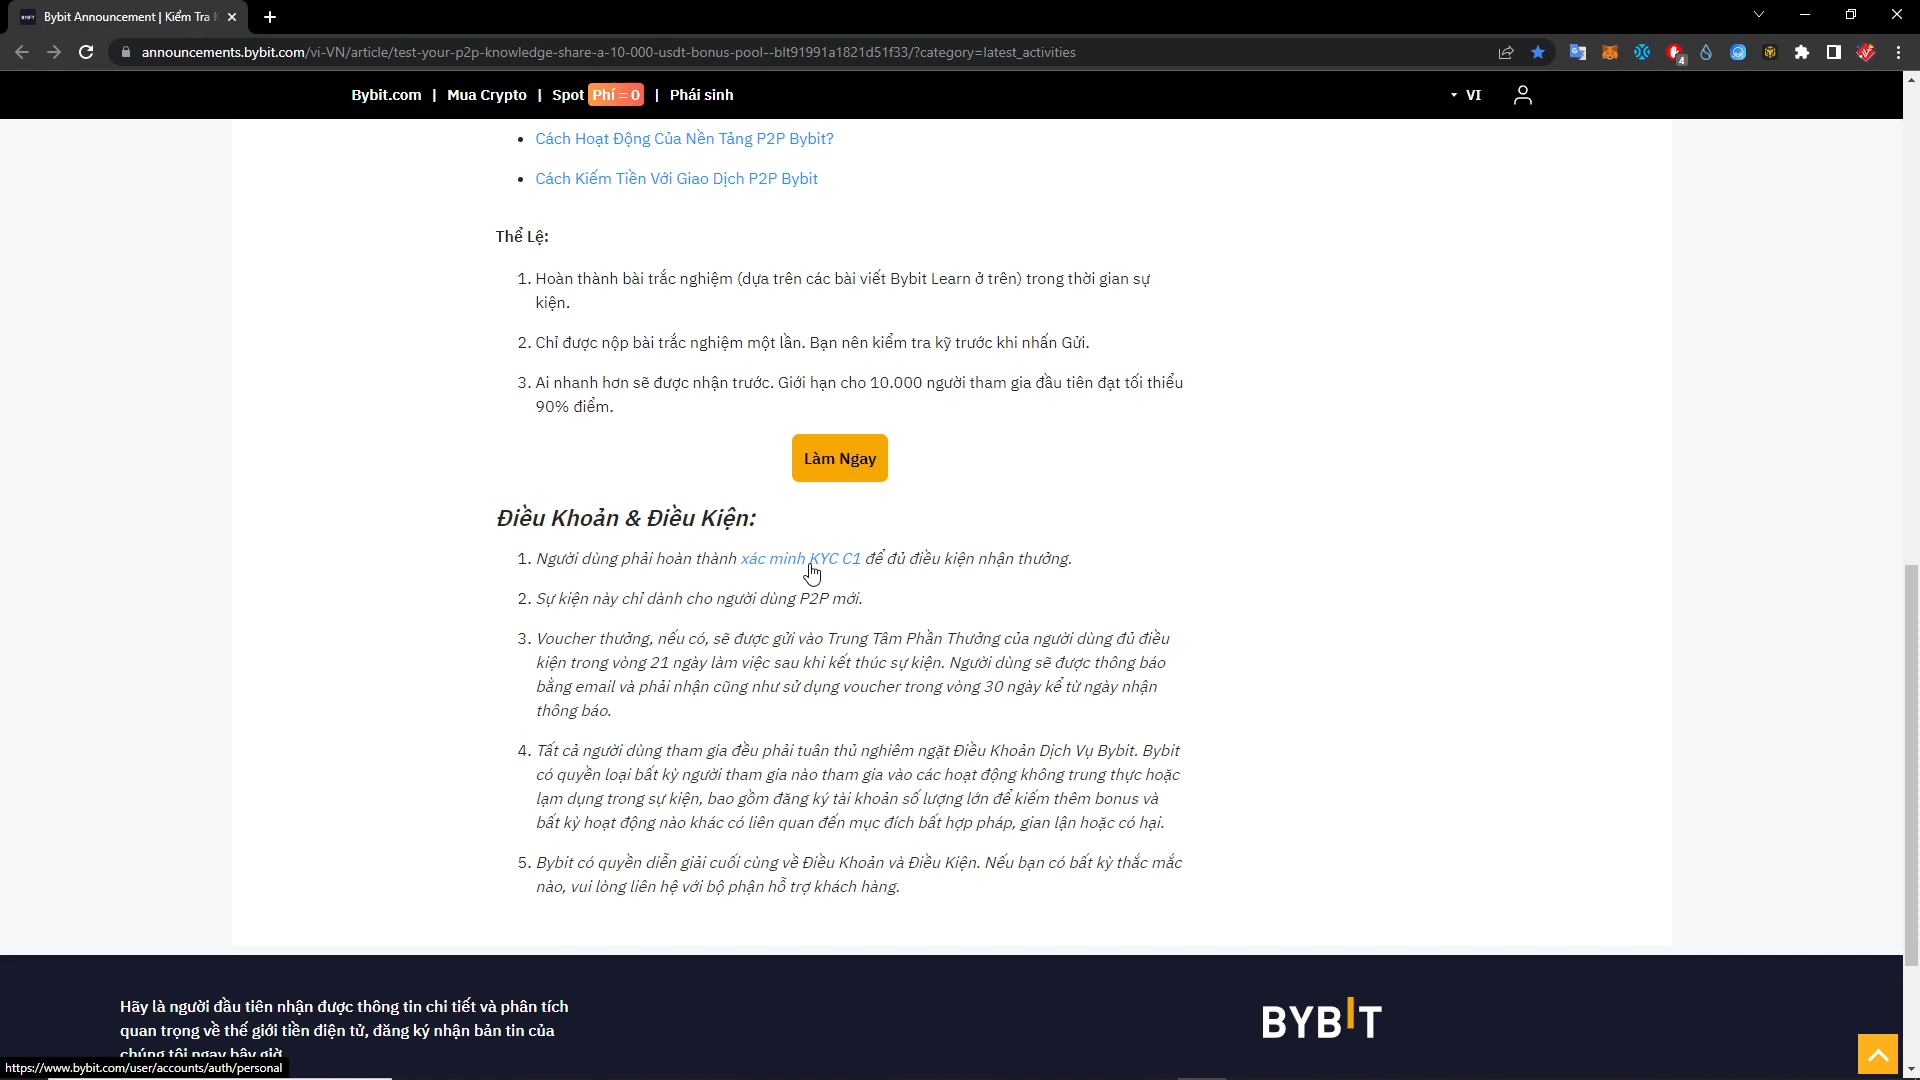 Bybit Announcement | Kiểm Tra
announcements.bybit.com/vi-VN/article/test-your-p2p-knowledge-share-a-10-000-usdt-bonus-pool--blt91991a1821d51f33/?category=latest_activities
4
Bybit.com | Mua Crypto | Spot Phí = 0 | Phái sinh
VI
Cách Hoạt Động Của Nền Tảng P2P Bybit?
Cách Kiếm Tiền Với Giao Dịch P2P Bybit
Thể Lệ:
1. Hoàn thành bài trắc nghiệm (dựa trên các bài viết Bybit Learn ở trên) trong thời gian sự
kiện.
2. Chỉ được nộp bài trắc nghiệm một lần. Bạn nên kiểm tra kỹ trước khi nhấn Gửi.
3. Ai nhanh hơn sẽ được nhận trước. Giới hạn cho 10.000 người tham gia đầu tiên đạt tối thiểu
90% điểm.
Làm Ngay
Điều Khoản & Điều Kiện:
1. Người dùng phải hoàn thành xác minh KYC C1 để đủ điều kiện nhận thưởng.
2. Sự kiện này chỉ dành cho người dùng P2P mới.
3. Voucher thưởng, nếu có, sẽ được gửi vào Trung Tâm Phần Thưởng của người dùng đủ điều
kiện trong vòng 21 ngày làm việc sau khi kết thúc sự kiện. Người dùng sẽ được thông báo
bằng email và phải nhận cũng như sử dụng voucher trong vòng 30 ngày kể từ ngày nhận
thông báo.
4. Tất cả người dùng tham gia đều phải tuân thủ nghiêm ngặt Điều Khoản Dịch Vụ Bybit. Bybit
có quyền loại bất kỳ người tham gia nào tham gia vào các hoạt động không trung thực hoặc
lạm dụng trong sự kiện, bao gồm đăng ký tài khoản số lượng lớn để kiếm thêm bonus và
bất kỳ hoạt động nào khác có liên quan đến mục đích bất hợp pháp, gian lận hoặc có hại.
5. Bybit có quyền diễn giải cuối cùng về Điều Khoản và Điều Kiện. Nếu bạn có bất kỳ thắc mắc
nào, vui lòng liên hệ với bộ phận hỗ trợ khách hàng.
Hãy là người đầu tiên nhận được thông tin chi tiết và phân tích
quan trọng về thế giới tiền điện tử, đăng ký nhận bản tin của
chúng tôi ngay bây giờ
BYBIT
https://www.bybit.com/user/accounts/auth/personal